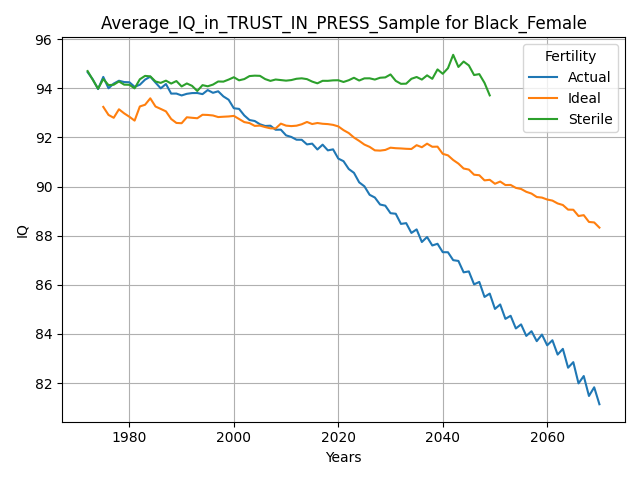 Average_IQ_in_TRUST_IN_PRESS_Sample for Black_Female
96
94
92
90
88
86
84
82
IQ
Fertility
Actual
Ideal
Sterile
1980
2000
2020
2040
2060
Years